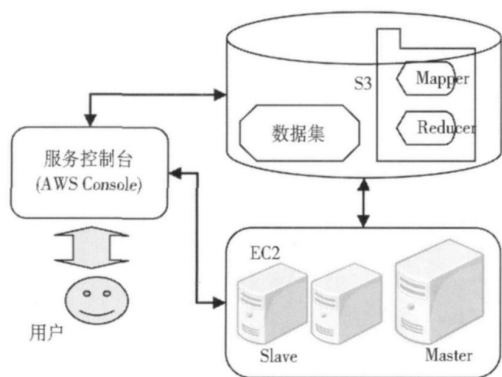 S3
Mapper
Reducer
数据集
服务控制台
(AWS Console)
用户
EC2
Slave
Master